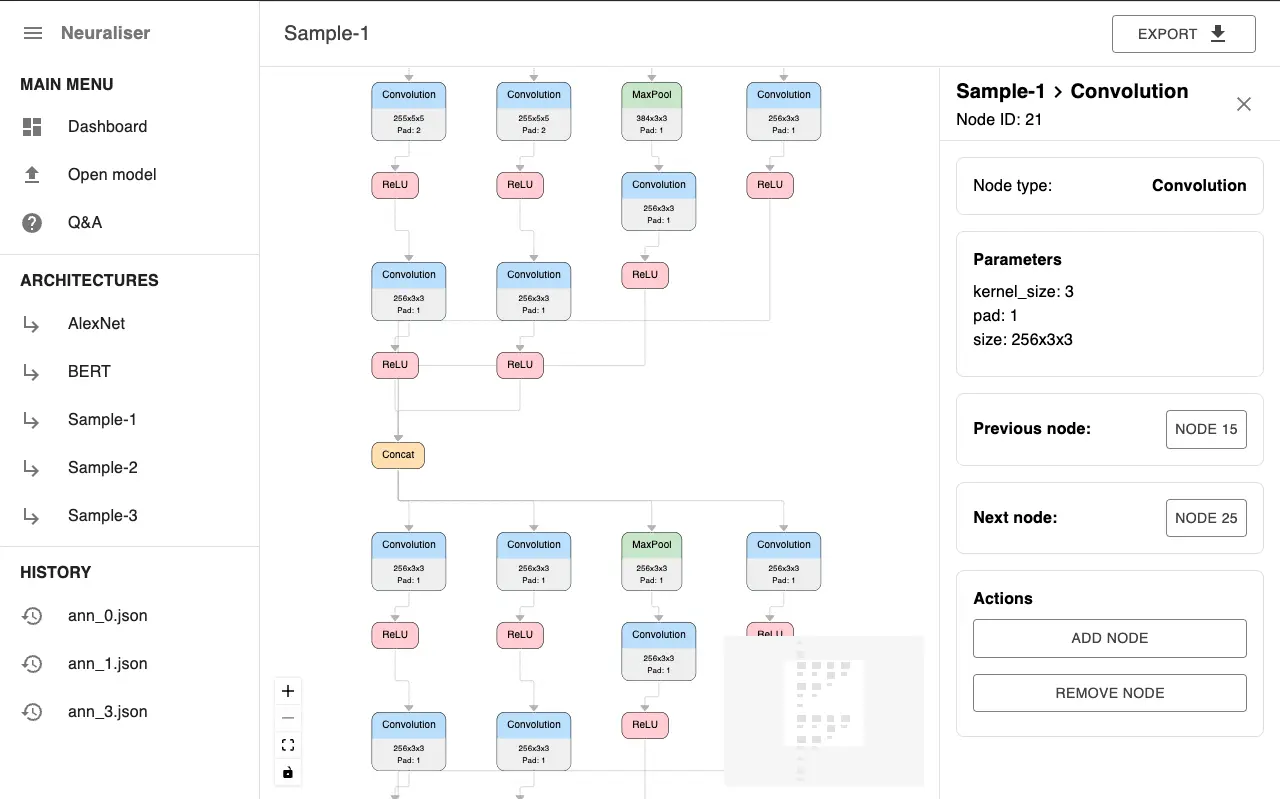 Neuraliser
MAIN MENU
Dashboard
Open model
Q&A
ARCHITECTURES
AlexNet
BERT
Sample-1
Sample-2
Sample-3
HISTORY
ann_0.json
ann_1.json
ann_3.json
Sample-1
EXPORT
Convolution
255x5x5
Pad: 2
Convolution
255x5x5
Pad: 2
MaxPool
384x3x3
Pad: 1
Convolution
256x3x3
Pad: 1
ReLU
ReLU
Convolution
256x3x3
Pad: 1
ReLU
Convolution
256x3x3
Pad: 1
Convolution
256x3x3
Pad: 1
ReLU
ReLU
ReLU
Concat
Convolution
256x3x3
Pad: 1
Convolution
256x3x3
Pad: 1
MaxPool
256x3x3
Pad: 1
Convolution
256x3x3
Pad: 1
ReLU
ReLU
Convolution
256x3x3
Pad: 1
ReLU
Convolution
256x3x3
Pad: 1
Convolution
256x3x3
Pad: 1
ReLU
Sample-1 > Convolution
Node ID: 21
Node type: Convolution
Parameters
kernel_size: 3
pad: 1
size: 256x3x3
Previous node: NODE 15
Next node: NODE 25
Actions
ADD NODE
REMOVE NODE